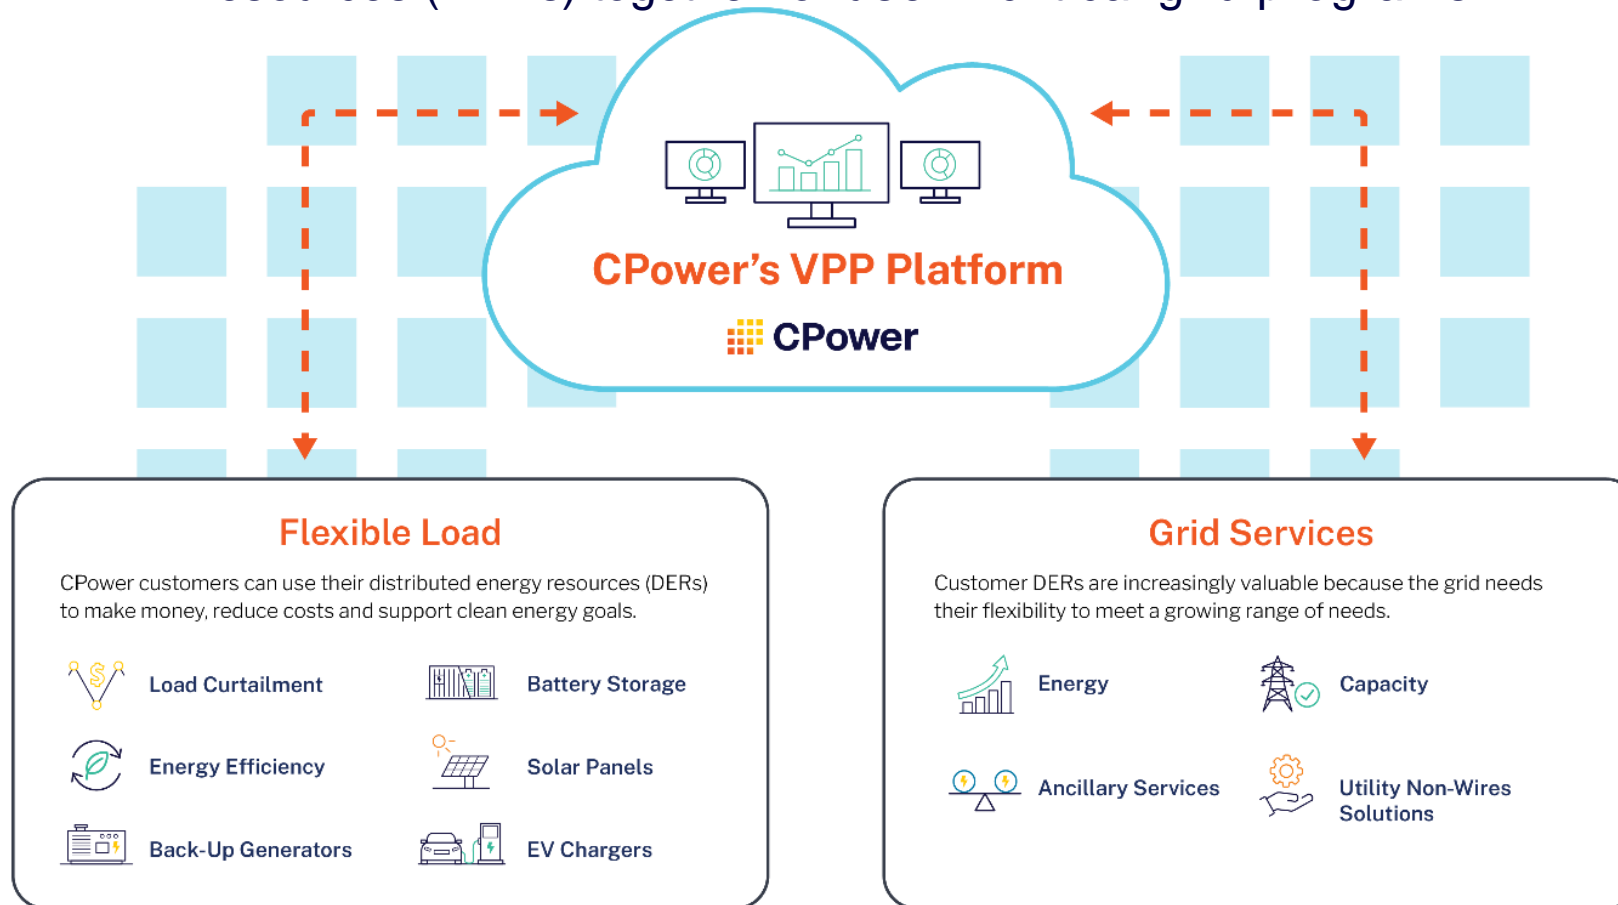 CPower’s VPP Platform
CPower
Flexible Load
CPower customers can use their distributed energy resources (DERs)
to make money, reduce costs and support clean energy goals.
Load Curtailment
Battery Storage
Energy Efficiency
Solar Panels
Back-Up Generators
EV Chargers
Grid Services
Customer DERs are increasingly valuable because the grid needs
their flexibility to meet a growing range of needs.
Energy
Capacity
Ancillary Services
Utility Non-Wires
Solutions